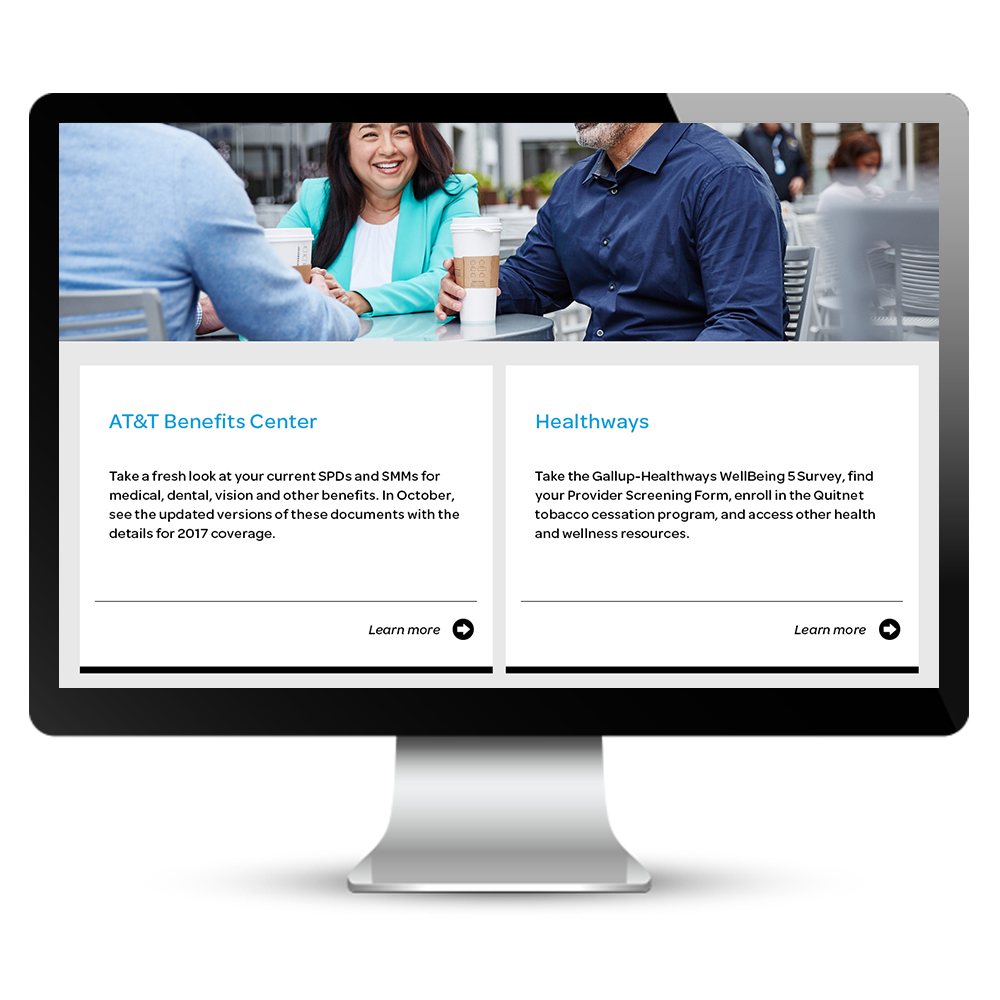 AT&T Benefits Center
Take a fresh look at your current SPDs and SMMs for
medical, dental, vision and other benefits. In October,
see the updated versions of these documents with the
details for 2017 coverage.
Learn more
Healthways
Take the Gallup-Healthways WellBeing 5 Survey, find
your Provider Screening Form, enroll in the Quitnet
tobacco cessation program, and access other health
and wellness resources.
Learn more